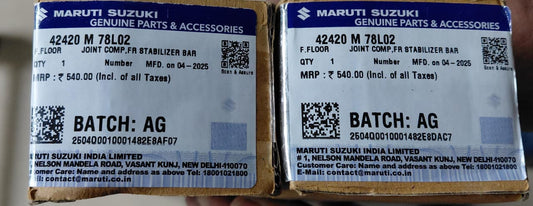 MARUTI SUZUKI
GENUINE PARTS & ACCESSORIES
42420 M 78L02
F.FLOOR JOINT COMP,FR STABILIZER BAR
QTY 1 Number MFD. on 04-2025
MRP : ₹ 540.00 (Incl. of all Taxes)
BATCH: AG
2504Q0010001482E8AF07
MARUTI SUZUKI INDIA LIMITED
1, NELSON MANDELA ROAD, VASANT KUNJ, NEW DELHI-110070
Customer Care: Name and address as above Tel: 18001021800
Mail: contact@maruti.co.in
MARUTI SUZUKI
GENUINE PARTS & ACCESSORIES
42420 M 78L02
F.FLOOR JOINT COMP,FR STABILIZER BAR
QTY 1 Number MFD. on 04-2025
MRP : ₹ 540.00 (Incl. of all Taxes)
BATCH: AG
2504Q0010001482E8DAC7
MARUTI SUZUKI INDIA LIMITED
# 1, NELSON MANDELA ROAD, VASANT KUNJ, NEW DELHI-110070
Customer Care: Name and address as above Tel: 18001021800
E-Mail: contact@maruti.co.in